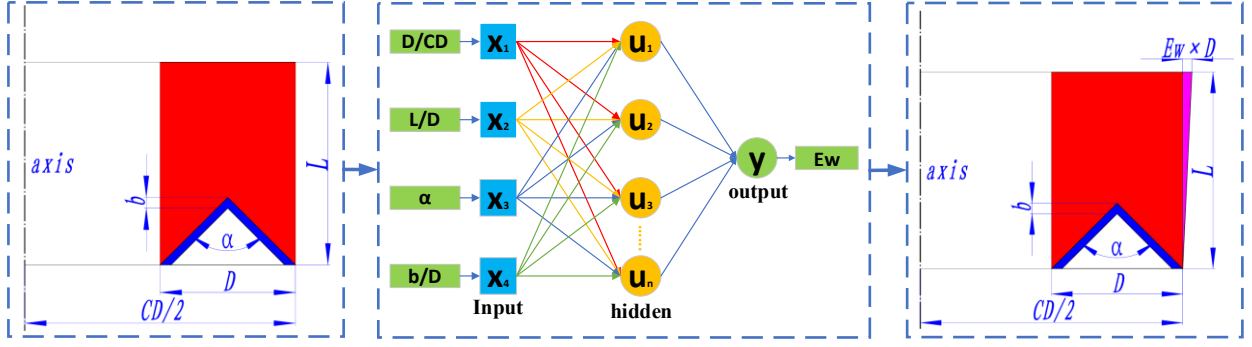 axis
b
α
L
D
CD/2
D/CD
L/D
α
b/D
x₁
x₂
x₃
x₄
Input
u₁
u₂
u₃
uₙ
hidden
y
output
Ew
Ew × D
axis
b
α
L
D
CD/2